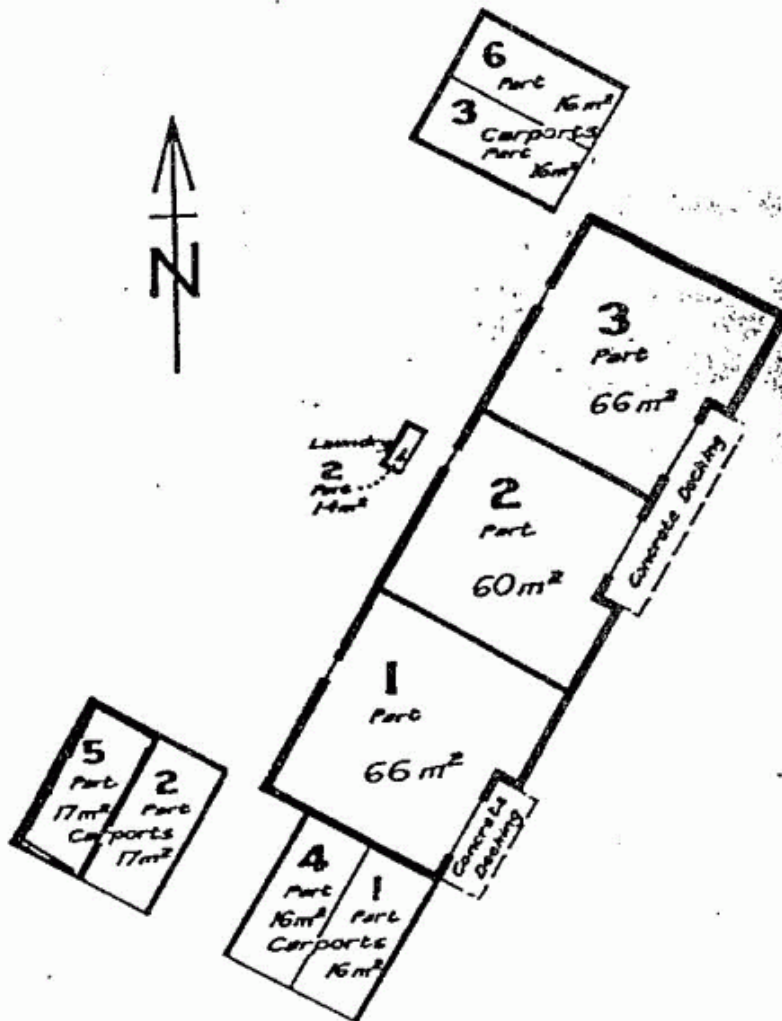 6
Part
16m²
3
Carports
Part
16m²
N
3
Part
66m²
Laundry
2
Part
14m²
2
Part
60m²
Concrete Decking
1
Part
66m²
5
Part
17m²
2
Part
Carports
17m²
Concrete
Decking
4
Part
16m²
1
Part
Carports
16m²